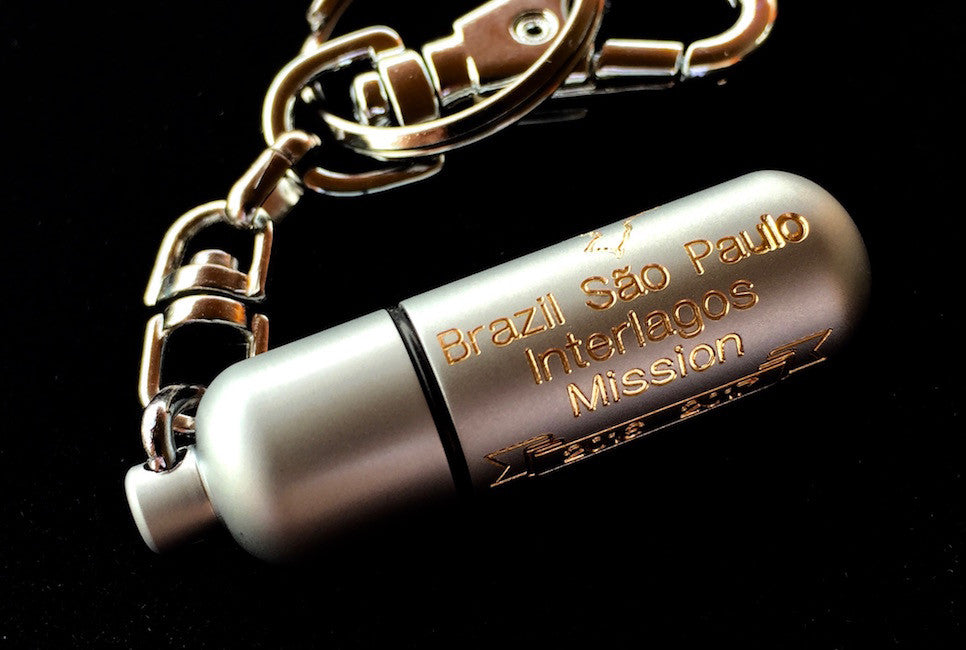 Brazil São Paulo
Interlagos
Mission